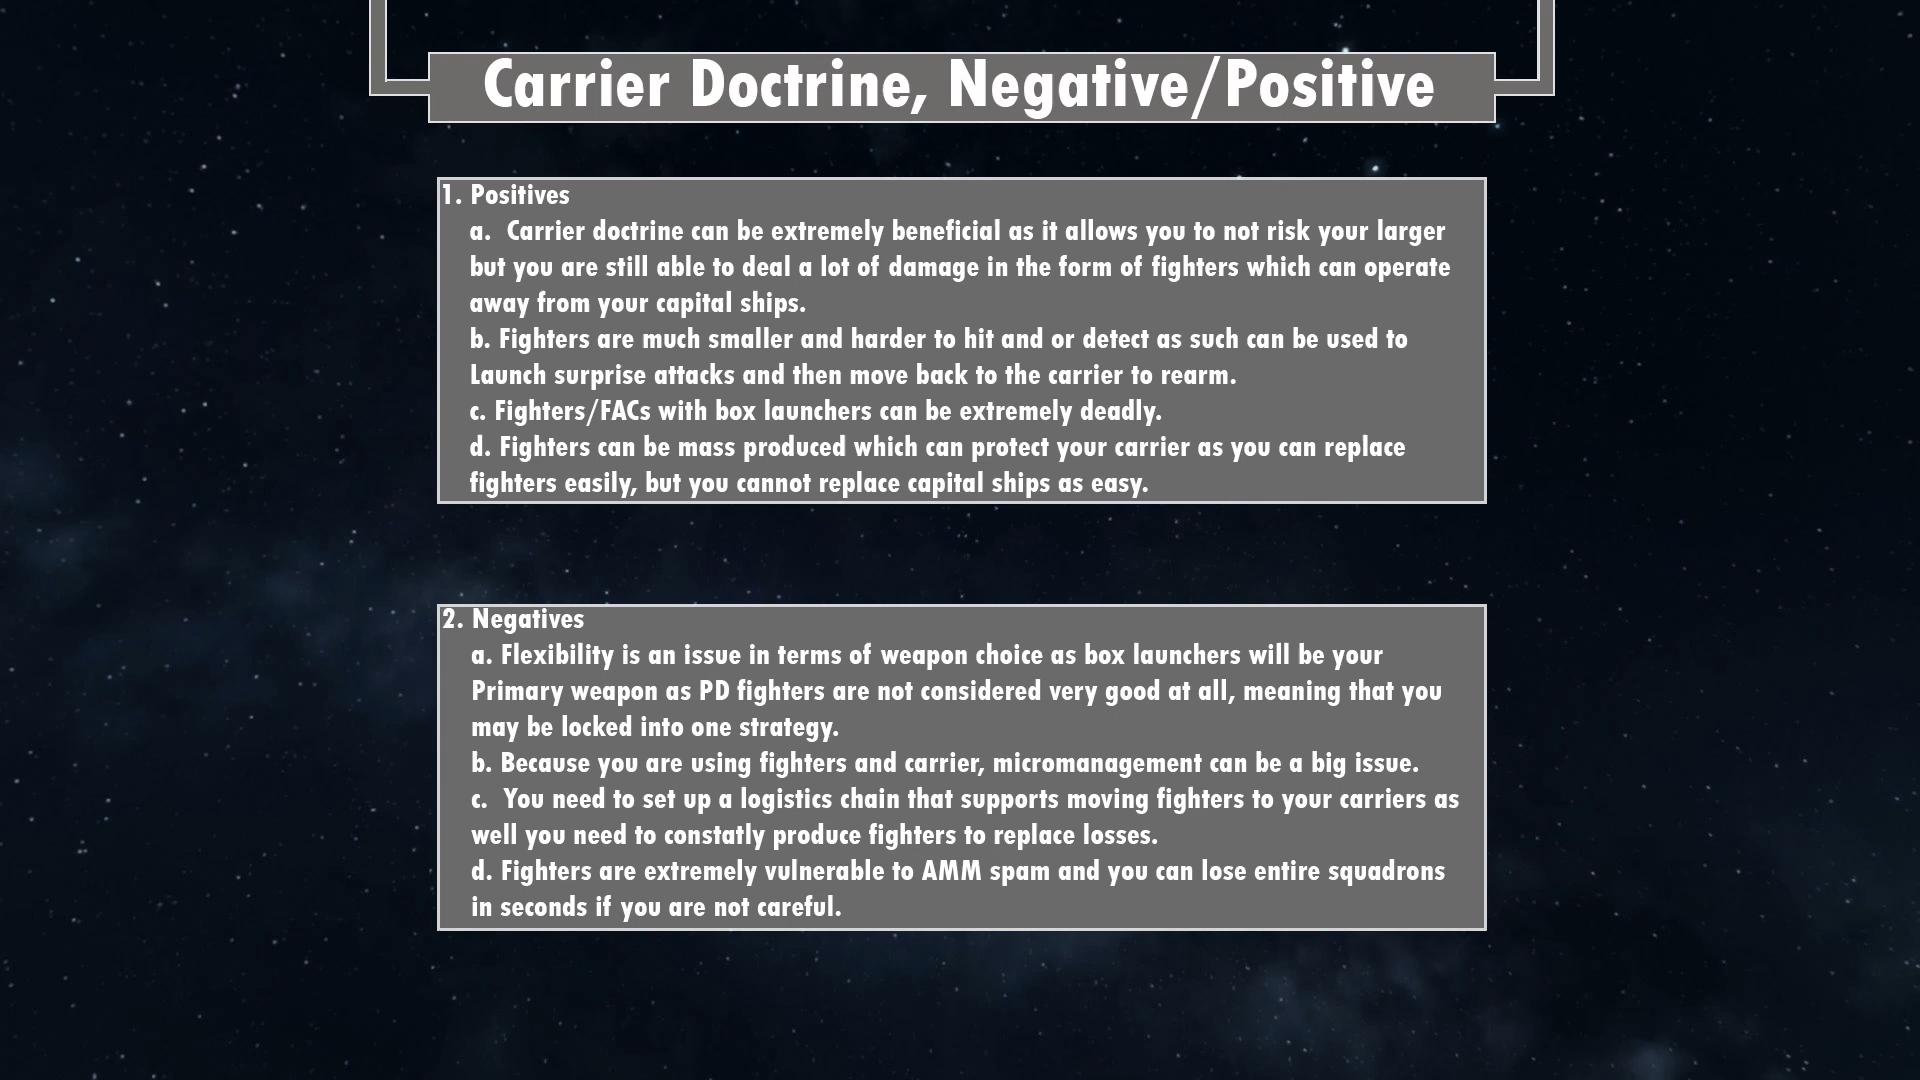 Carrier Doctrine, Negative/Positive
1. Positives
a.  Carrier doctrine can be extremely beneficial as it allows you to not risk your larger
but you are still able to deal a lot of damage in the form of fighters which can operate
away from your capital ships.
b. Fighters are much smaller and harder to hit and or detect as such can be used to
Launch surprise attacks and then move back to the carrier to rearm.
c. Fighters/FACs with box launchers can be extremely deadly.
d. Fighters can be mass produced which can protect your carrier as you can replace
fighters easily, but you cannot replace capital ships as easy.
2. Negatives
a. Flexibility is an issue in terms of weapon choice as box launchers will be your
Primary weapon as PD fighters are not considered very good at all, meaning that you
may be locked into one strategy.
b. Because you are using fighters and carrier, micromanagement can be a big issue.
c.  You need to set up a logistics chain that supports moving fighters to your carriers as
well you need to constatly produce fighters to replace losses.
d. Fighters are extremely vulnerable to AMM spam and you can lose entire squadrons
in seconds if you are not careful.